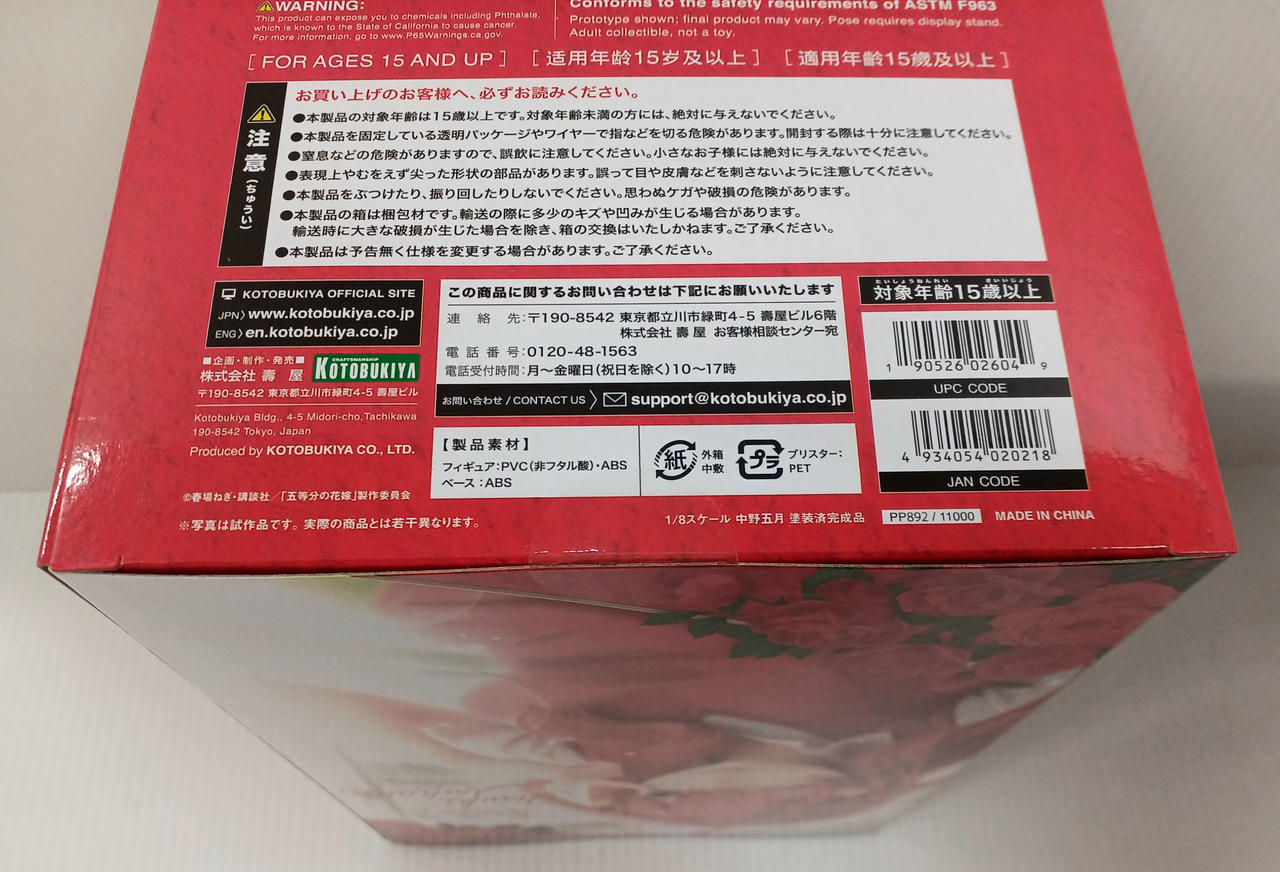 ⚠WARNING:
This product can expose you to chemicals including Phthalate,
which is known to the State of California to cause cancer.
For more information, go to www.P65Warnings.ca.gov.
Conforms to the safety requirements of ASTM F963
Prototype shown; final product may vary. Pose requires display stand.
Adult collectible, not a toy.
[ FOR AGES 15 AND UP ] [ 适用年龄15岁及以上 ] [ 適用年齡15歲及以上 ]
注意(ちゅうい)
お買い上げのお客様へ、必ずお読みください。
●本製品の対象年齢は15歳以上です。対象年齢未満の方には、絶対に与えないでください。
●本製品を固定している透明パッケージやワイヤーで指などを切る危険があります。開封する際は十分に注意してください。
●窒息などの危険がありますので、誤飲に注意してください。小さなお子様には絶対に与えないでください。
●表現上やむをえず尖った形状の部品があります。誤って目や皮膚などを刺さないように注意してください。
●本製品をぶつけたり、振り回したりしないでください。思わぬケガや破損の危険があります。
●本製品の箱は梱包材です。輸送の際に多少のキズや凹みが生じる場合があります。
輸送時に大きな破損が生じた場合を除き、箱の交換はいたしかねます。ご了承ください。
●本製品は予告無く仕様を変更する場合があります。ご了承ください。
KOTOBUKIYA OFFICIAL SITE
JPN〉www.kotobukiya.co.jp
ENG〉en.kotobukiya.co.jp
■企画・制作・発売■
株式会社 壽 屋
CRAFTSMANSHIP
KOTOBUKIYA
〒190-8542 東京都立川市緑町4-5 壽屋ビル
Kotobukiya Bldg., 4-5 Midori-cho,Tachikawa
190-8542 Tokyo, Japan
Produced by KOTOBUKIYA CO., LTD.
©春場ねぎ・講談社／「五等分の花嫁」製作委員会
※写真は試作品です。実際の商品とは若干異なります。
この商品に関するお問い合わせは下記にお願いいたします
連絡先:〒190-8542 東京都立川市緑町4-5 壽屋ビル6階
株式会社 壽屋 お客様相談センター宛
電話番号:0120-48-1563
電話受付時間:月〜金曜日(祝日を除く)10〜17時
お問い合わせ / CONTACT US 〉 support@kotobukiya.co.jp
【製品素材】
フィギュア:PVC(非フタル酸)・ABS
ベース:ABS
紙
外箱
中敷
プラ
ブリスター:
PET
たいしょうねんれい さいいじょう
対象年齢15歳以上
1 90526 02604 9
UPC CODE
4 934054 020218
JAN CODE
1/8スケール 中野五月 塗装済完成品
PP892 / 11000
MADE IN CHINA